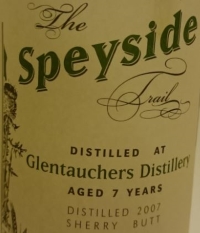 The
Speyside
Trail
DISTILLED AT
Glentauchers Distillery
AGED 7 YEARS
DISTILLED 2007
SHERRY BUTT